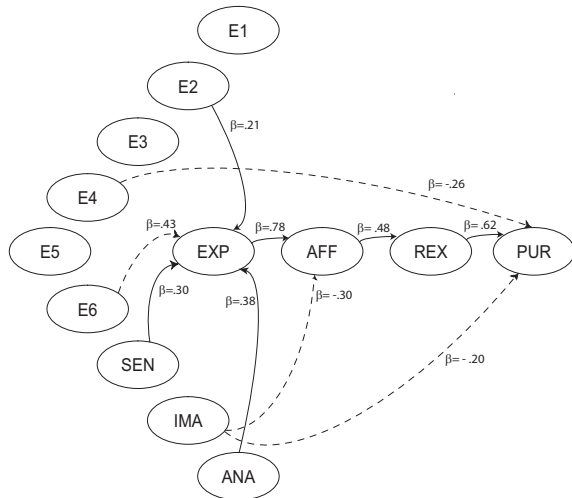 E1
E2
β=.21
E3
E4
β= -.26
E5
β=.43
β=.78
β=.48
β=.62
EXP
AFF
REX
PUR
E6
β=.30
β=.38
β= -.30
SEN
β= - .20
IMA
ANA